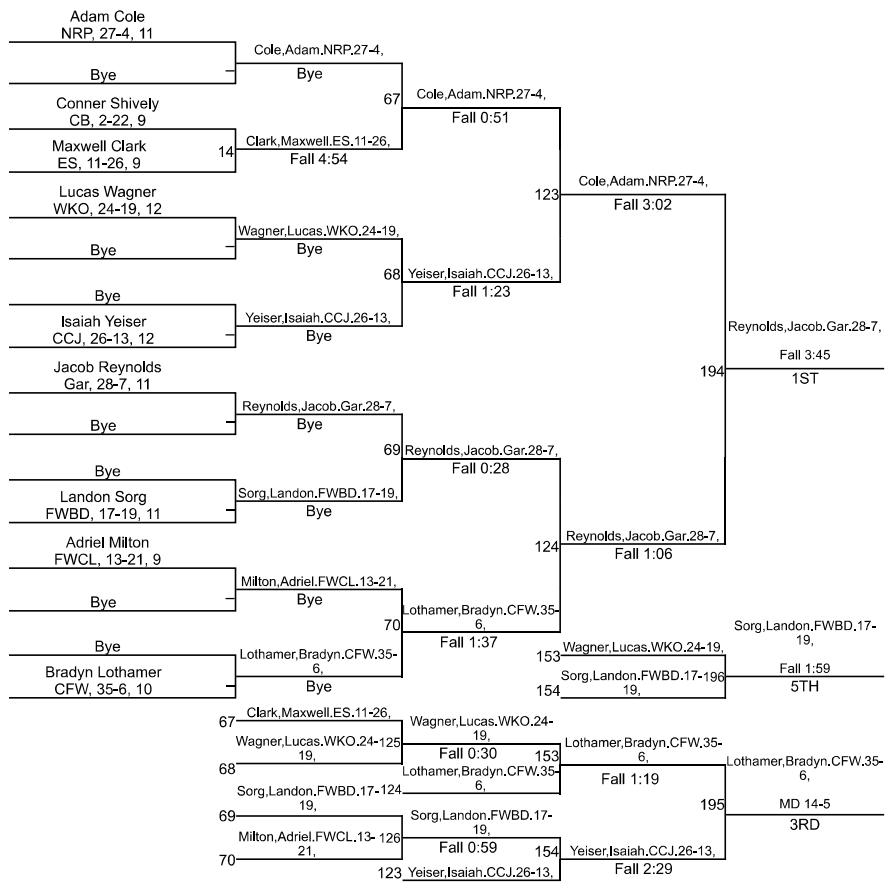 Adam Cole
NRP, 27-4, 11
Cole,Adam.NRP.27-4,
Bye
Bye
67
Cole,Adam.NRP.27-4,
Fall 0:51
Conner Shively
CB, 2-22, 9
Maxwell Clark
ES, 11-26, 9
14
Clark,Maxwell.ES.11-26,
Fall 4:54
123
Cole,Adam.NRP.27-4,
Fall 3:02
Lucas Wagner
WKO, 24-19, 12
Wagner,Lucas.WKO.24-19,
Bye
Bye
68
Yeiser,Isaiah.CCJ.26-13,
Fall 1:23
Bye
Isaiah Yeiser
CCJ, 26-13, 12
Yeiser,Isaiah.CCJ.26-13,
Bye
Reynolds,Jacob.Gar.28-7,
Fall 3:45
194
1ST
Jacob Reynolds
Gar, 28-7, 11
Reynolds,Jacob.Gar.28-7,
Bye
Bye
69
Reynolds,Jacob.Gar.28-7,
Fall 0:28
Bye
Landon Sorg
FWBD, 17-19, 11
Sorg,Landon.FWBD.17-19,
Bye
124
Reynolds,Jacob.Gar.28-7,
Fall 1:06
Adriel Milton
FWCL, 13-21, 9
Milton,Adriel.FWCL.13-21,
Bye
Bye
70
Lothamer,Bradyn.CFW.35-
6,
Fall 1:37
Bye
Bradyn Lothamer
CFW, 35-6, 10
Lothamer,Bradyn.CFW.35-
6,
Bye
153
Wagner,Lucas.WKO.24-19,
154
Sorg,Landon.FWBD.17-
19,
196
Sorg,Landon.FWBD.17-
19,
Fall 1:59
5TH
67
Clark,Maxwell.ES.11-26,
68
Wagner,Lucas.WKO.24-
19,
125
Wagner,Lucas.WKO.24-
19,
Fall 0:30
124
Lothamer,Bradyn.CFW.35-
6,
153
Lothamer,Bradyn.CFW.35-
6,
Fall 1:19
69
Sorg,Landon.FWBD.17-
19,
70
Milton,Adriel.FWCL.13-
21,
126
Sorg,Landon.FWBD.17-
19,
Fall 0:59
123
Yeiser,Isaiah.CCJ.26-13,
154
Yeiser,Isaiah.CCJ.26-13,
Fall 2:29
195
Lothamer,Bradyn.CFW.35-
6,
MD 14-5
3RD